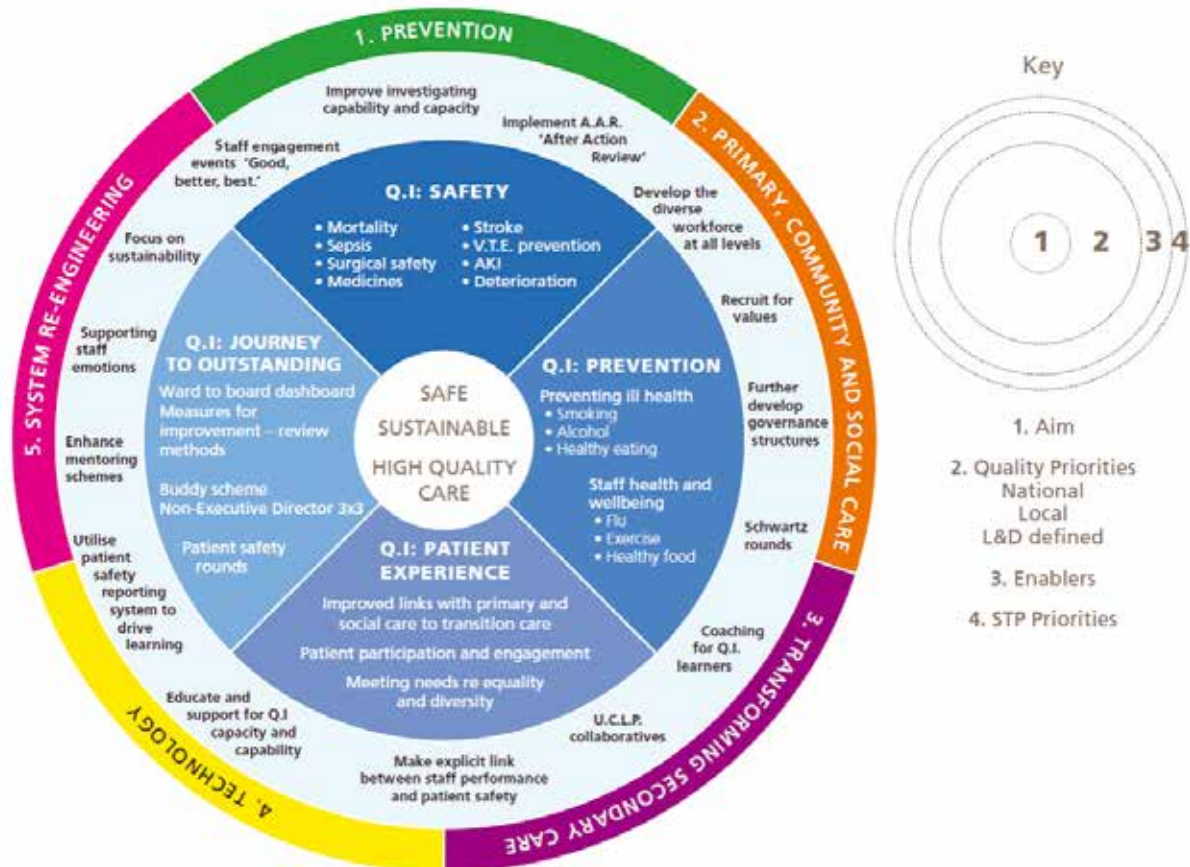 1. PREVENTION
2. PRIMARY, COMMUNITY AND SOCIAL CARE
3. TRANSFORMING SECONDARY CARE
4. TECHNOLOGY
5. SYSTEM RE-ENGINEERING
Improve investigating
capability and capacity
Implement A.A.R.
'After Action
Review'
Develop the
diverse
workforce
at all levels
Recruit for
values
Further
develop
governance
structures
Schwartz
rounds
Coaching
for Q.I.
learners
U.C.L.P.
collaboratives
Make explicit link
between staff performance
and patient safety
Educate and
support for Q.I
capacity and
capability
Utilise
patient
safety
reporting
system to
drive
learning
Enhance
mentoring
schemes
Supporting
staff
emotions
Focus on
sustainability
Staff engagement
events 'Good,
better, best.'
Q.I: SAFETY
• Mortality
• Sepsis
• Surgical safety
• Medicines
• Stroke
• V.T.E. prevention
• AKI
• Deterioration
Q.I: PREVENTION
Preventing ill health
• Smoking
• Alcohol
• Healthy eating
Staff health and
wellbeing
• Flu
• Exercise
• Healthy food
Q.I: PATIENT
EXPERIENCE
Improved links with primary and
social care to transition care
Patient participation and engagement
Meeting needs re equality
and diversity
Q.I: JOURNEY
TO OUTSTANDING
Ward to board dashboard
Measures for
improvement – review
methods
Buddy scheme
Non-Executive Director 3x3
Patient safety
rounds
SAFE
SUSTAINABLE
HIGH QUALITY
CARE
Key
1 2 3 4
1. Aim
2. Quality Priorities
National
Local
L&D defined
3. Enablers
4. STP Priorities